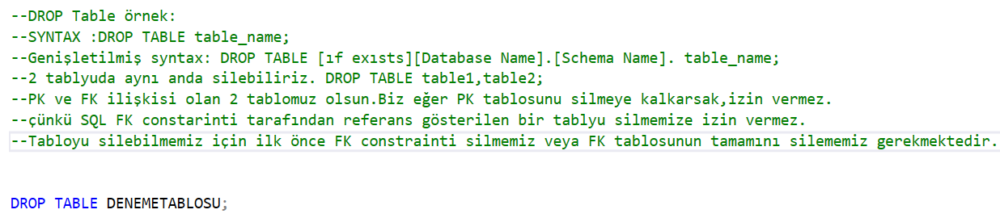 --DROP Table örnek:
--SYNTAX :DROP TABLE table_name;
--Genişletilmiş syntax: DROP TABLE [ıf exısts][Database Name].[Schema Name]. table_name;
--2 tablyuda aynı anda silebiliriz. DROP TABLE table1,table2;
--PK ve FK ilişkisi olan 2 tablomuz olsun.Biz eğer PK tablosunu silmeye kalkarsak,izin vermez.
--çünkü SQL FK constarinti tarafından referans gösterilen bir tablyu silmemize izin vermez.
--Tabloyu silebilmemiz için ilk önce FK constrainti silmemiz veya FK tablosunun tamamını silememiz gerekmektedir.
DROP TABLE DENEMETABLOSU;